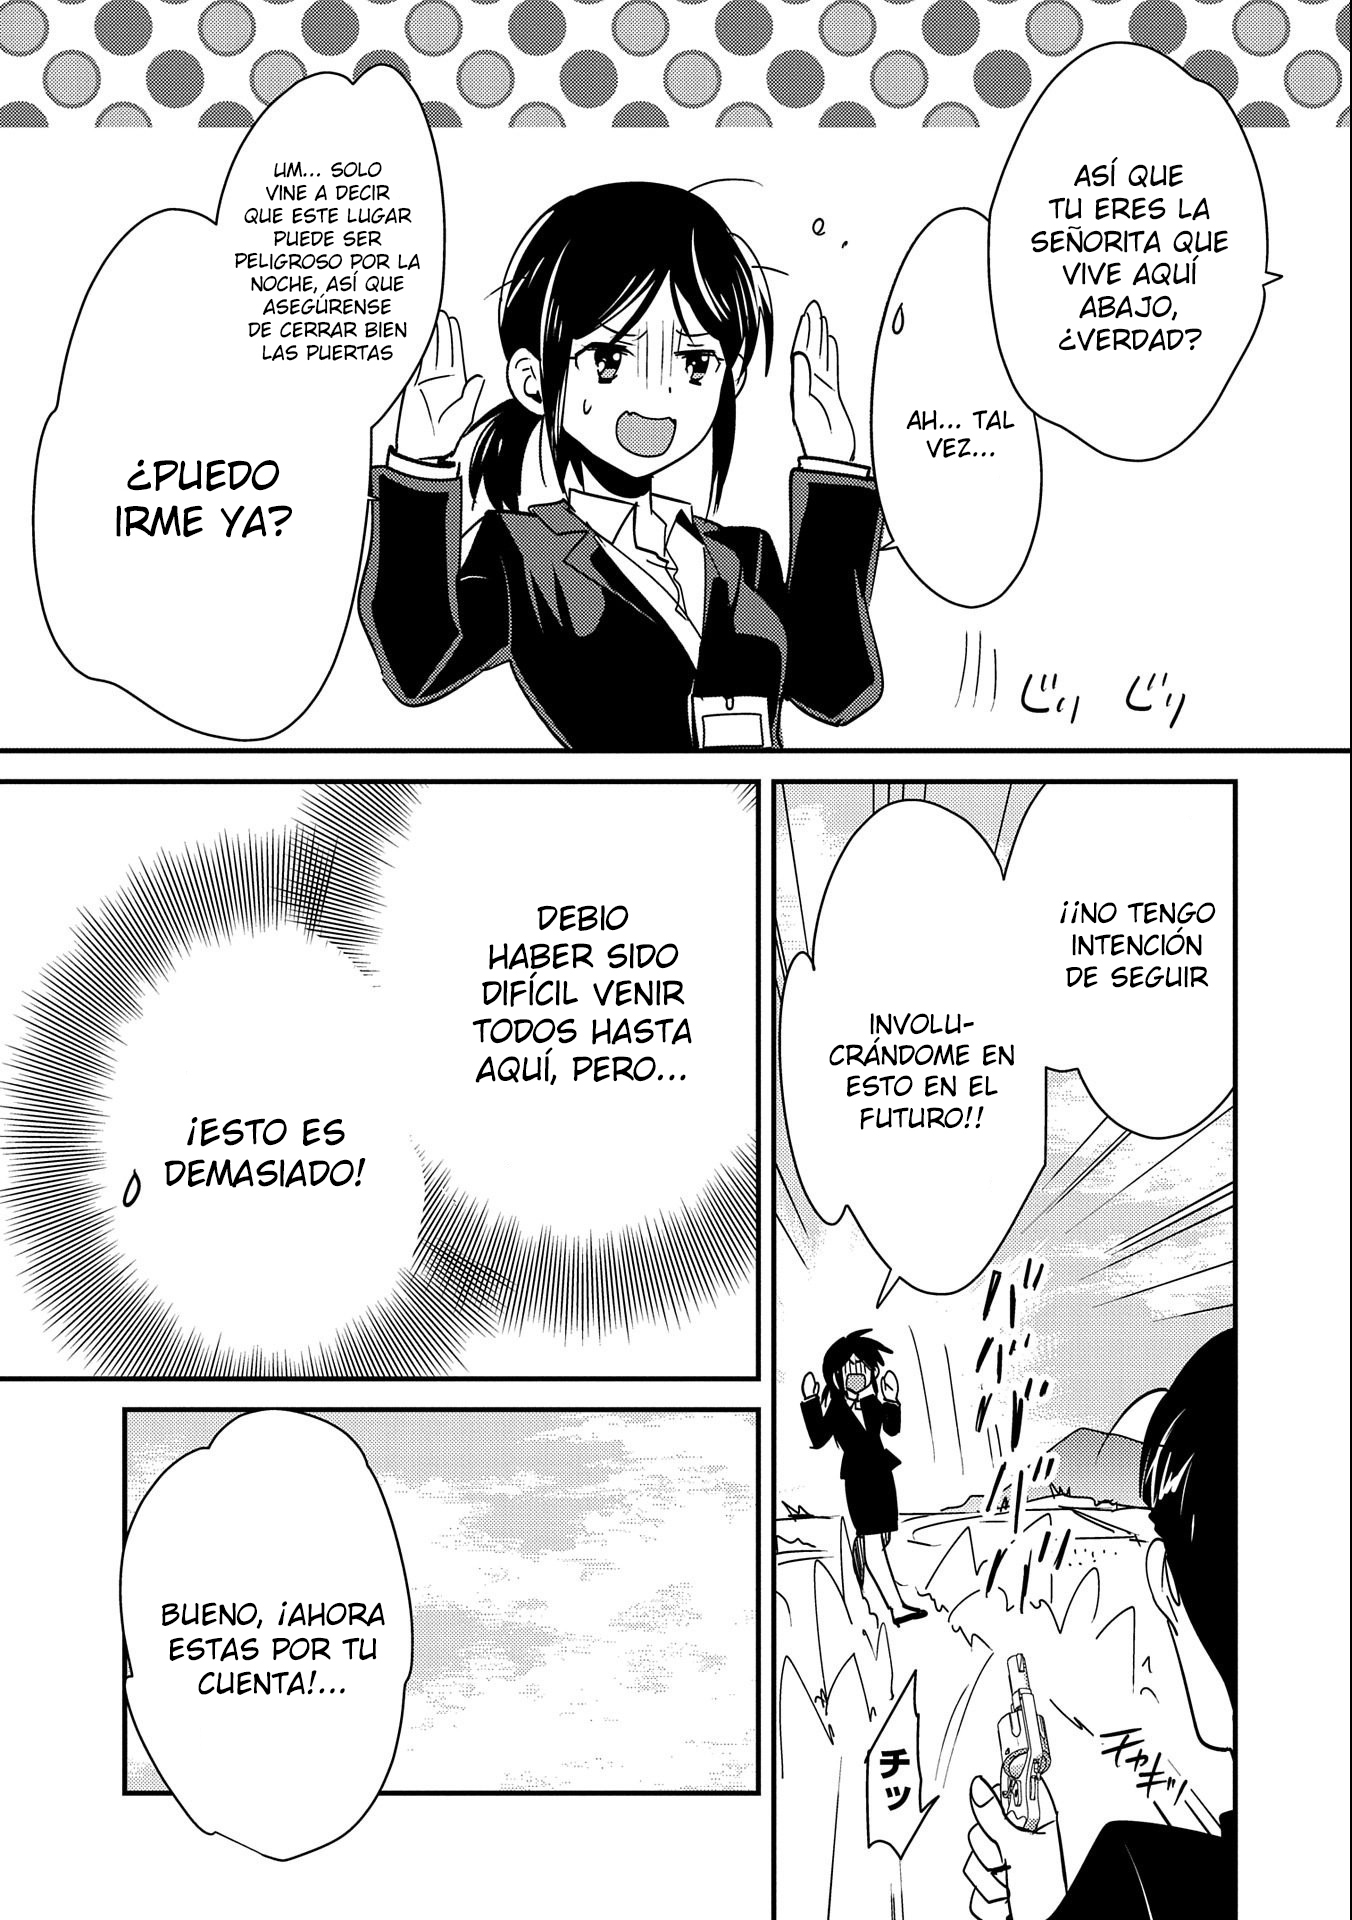 ASÍ QUE
TU ERES LA
SEÑORITA QUE
VIVE AQUÍ
ABAJO,
¿VERDAD?
AH... TAL
VEZ...
UM... SOLO
VINE A DECIR
QUE ESTE LUGAR
PUEDE SER
PELIGROSO POR LA
NOCHE, ASÍ QUE
ASEGÚRENSE
DE CERRAR BIEN
LAS PUERTAS
¿PUEDO
IRME YA?
じり じり
¡¡NO TENGO
INTENCIÓN
DE SEGUIR
INVOLU-
CRÁNDOME EN
ESTO EN EL
FUTURO!!
チャキッ
チッ
DEBIO
HABER SIDO
DIFÍCIL VENIR
TODOS HASTA
AQUÍ, PERO...
¡ESTO ES
DEMASIADO!
BUENO, ¡AHORA
ESTAS POR TU
CUENTA!...